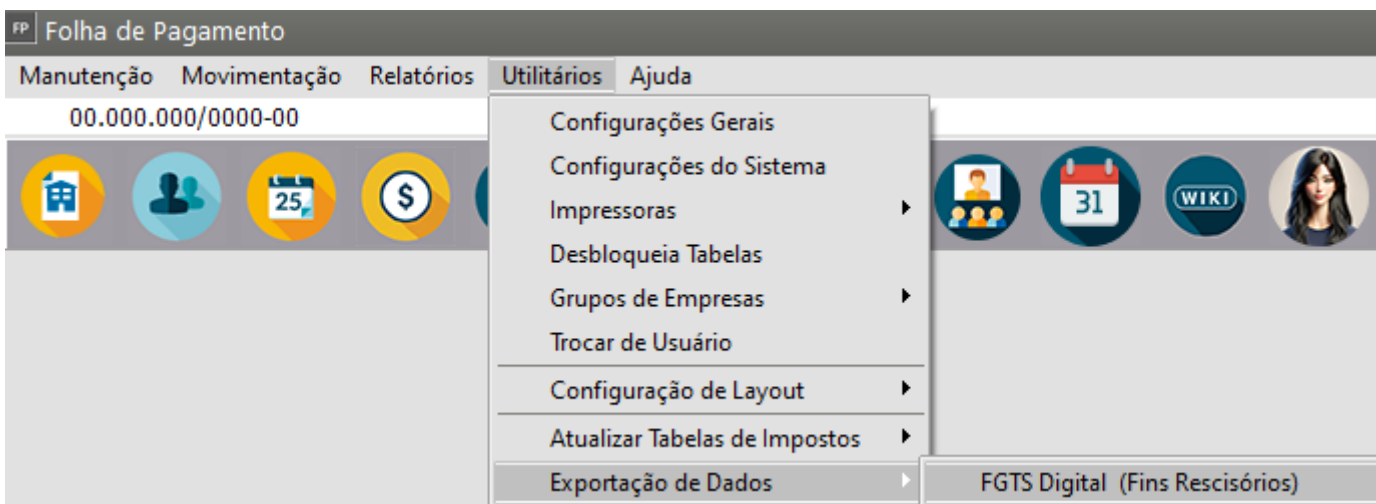 FP Folha de Pagamento
Manutenção Movimentação Relatórios Utilitários Ajuda
00.000.000/0000-00
25
$
31
WIKI
Configurações Gerais
Configurações do Sistema
Impressoras
Desbloqueia Tabelas
Grupos de Empresas
Trocar de Usuário
Configuração de Layout
Atualizar Tabelas de Impostos
Exportação de Dados
FGTS Digital (Fins Rescisórios)